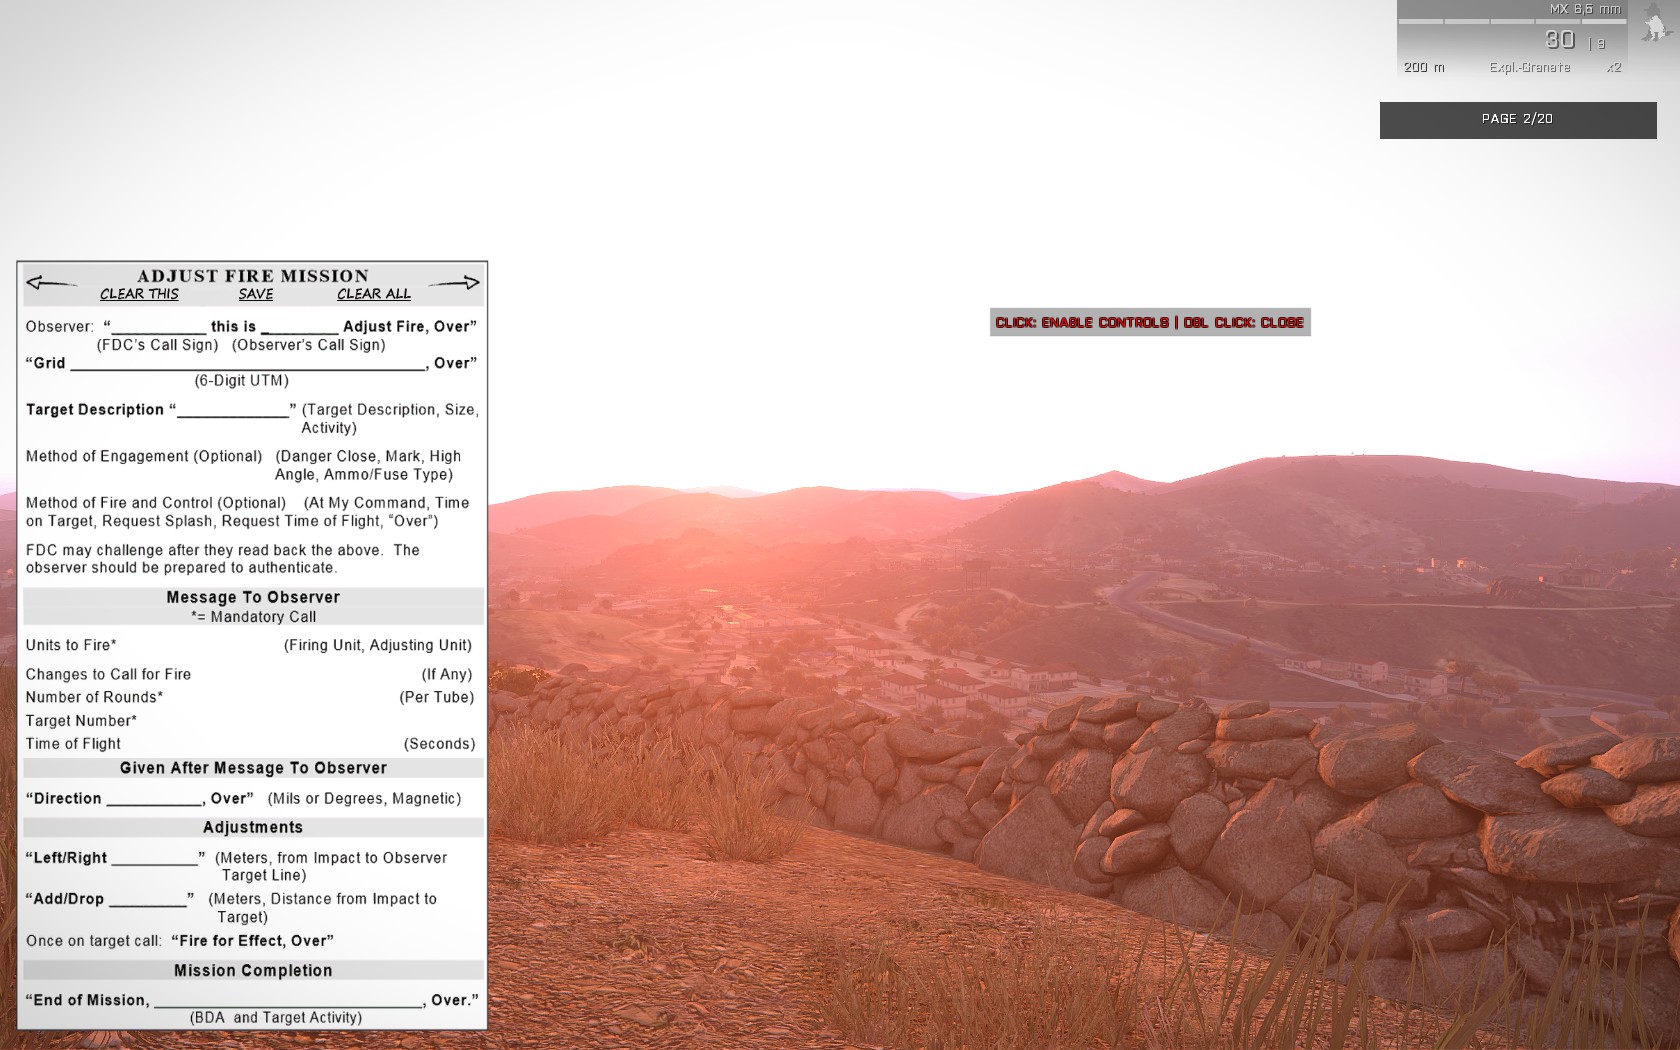 MX 6,5 mm
30 | 9
200 m Expl.-Granate x2
PAGE 2/20
ADJUST FIRE MISSION
CLEAR THIS SAVE CLEAR ALL
Observer: “__________ this is ________ Adjust Fire, Over”
(FDC’s Call Sign) (Observer’s Call Sign)
“Grid ______________________________________, Over”
(6-Digit UTM)
Target Description “____________” (Target Description, Size,
Activity)
Method of Engagement (Optional) (Danger Close, Mark, High
Angle, Ammo/Fuse Type)
Method of Fire and Control (Optional) (At My Command, Time
on Target, Request Splash, Request Time of Flight, “Over”)
FDC may challenge after they read back the above. The
observer should be prepared to authenticate.
Message To Observer
*= Mandatory Call
Units to Fire* (Firing Unit, Adjusting Unit)
Changes to Call for Fire (If Any)
Number of Rounds* (Per Tube)
Target Number*
Time of Flight (Seconds)
Given After Message To Observer
“Direction __________, Over” (Mils or Degrees, Magnetic)
Adjustments
“Left/Right _________” (Meters, from Impact to Observer
Target Line)
“Add/Drop ________” (Meters, Distance from Impact to
Target)
Once on target call: “Fire for Effect, Over”
Mission Completion
“End of Mission, ____________________________, Over.”
(BDA and Target Activity)
CLICK: ENABLE CONTROLS | DBL CLICK: CLOSE